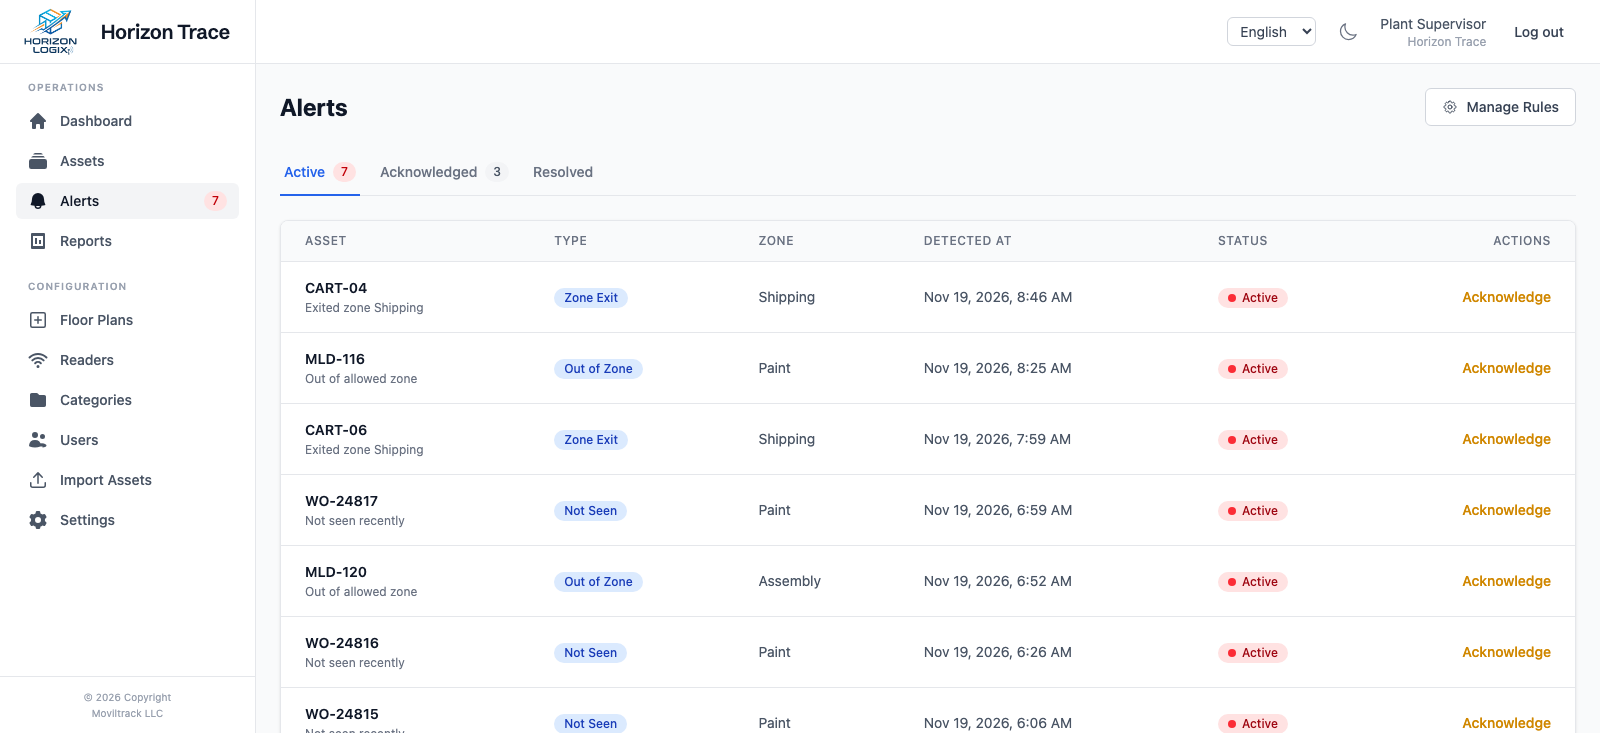 HORIZON
LOGIX
Horizon Trace
English
Plant Supervisor
Horizon Trace
Log out
OPERATIONS
Dashboard
Assets
Alerts 7
Reports
CONFIGURATION
Floor Plans
Readers
Categories
Users
Import Assets
Settings
© 2026 Copyright
Moviltrack LLC
Alerts
Manage Rules
Active 7 Acknowledged 3 Resolved
ASSET TYPE ZONE DETECTED AT STATUS ACTIONS
CART-04
Exited zone Shipping
Zone Exit Shipping Nov 19, 2026, 8:46 AM Active Acknowledge
MLD-116
Out of allowed zone
Out of Zone Paint Nov 19, 2026, 8:25 AM Active Acknowledge
CART-06
Exited zone Shipping
Zone Exit Shipping Nov 19, 2026, 7:59 AM Active Acknowledge
WO-24817
Not seen recently
Not Seen Paint Nov 19, 2026, 6:59 AM Active Acknowledge
MLD-120
Out of allowed zone
Out of Zone Assembly Nov 19, 2026, 6:52 AM Active Acknowledge
WO-24816
Not seen recently
Not Seen Paint Nov 19, 2026, 6:26 AM Active Acknowledge
WO-24815
Not seen recently
Not Seen Paint Nov 19, 2026, 6:06 AM Active Acknowledge